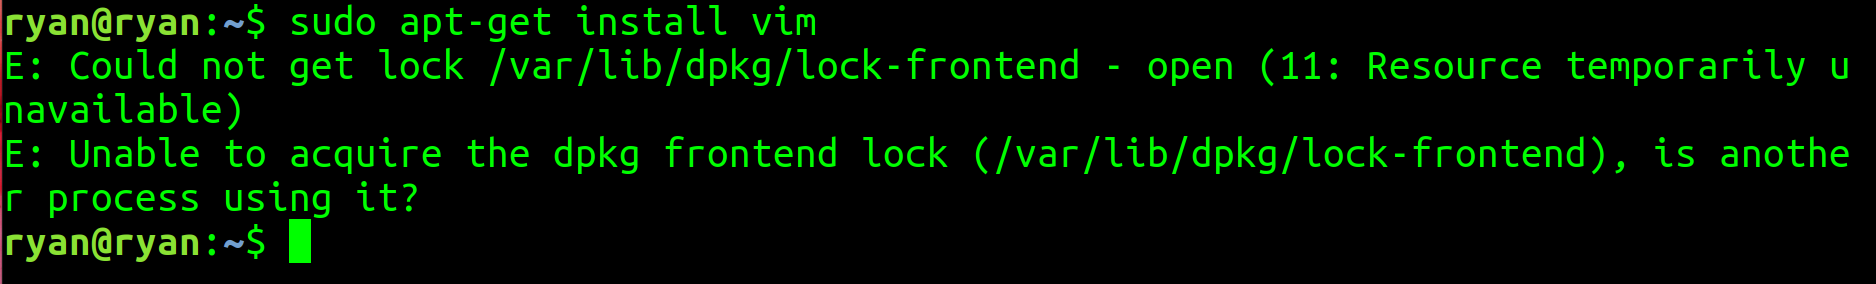 ryan@ryan:~$ sudo apt-get install vim
E: Could not get lock /var/lib/dpkg/lock-frontend - open (11: Resource temporarily u
navailable)
E: Unable to acquire the dpkg frontend lock (/var/lib/dpkg/lock-frontend), is anothe
r process using it?
ryan@ryan:~$